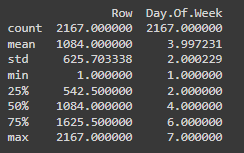 Row Day.Of.Week
count 2167.000000 2167.000000
mean 1084.000000 3.997231
std 625.703338 2.000229
min 1.000000 1.000000
25% 542.500000 2.000000
50% 1084.000000 4.000000
75% 1625.500000 6.000000
max 2167.000000 7.000000